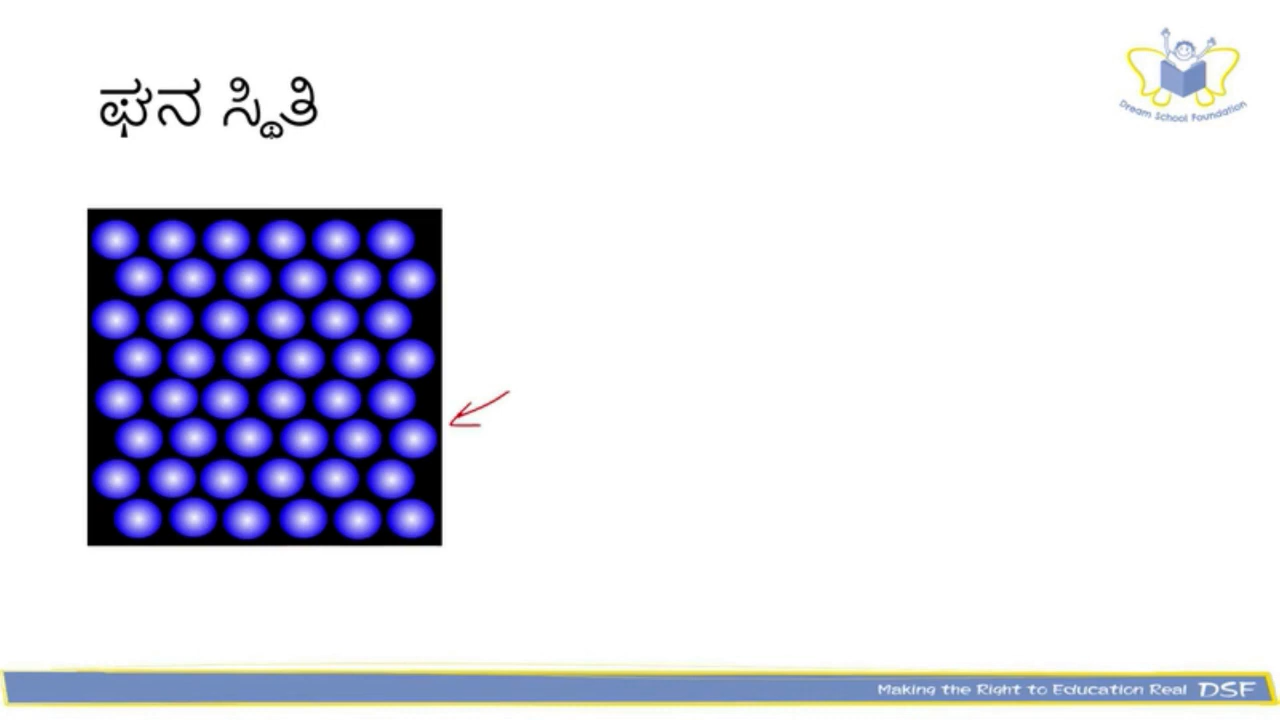 ಘನ ಸ್ಥಿತಿ
Dream School Foundation
Making the Right to Education Real DSF